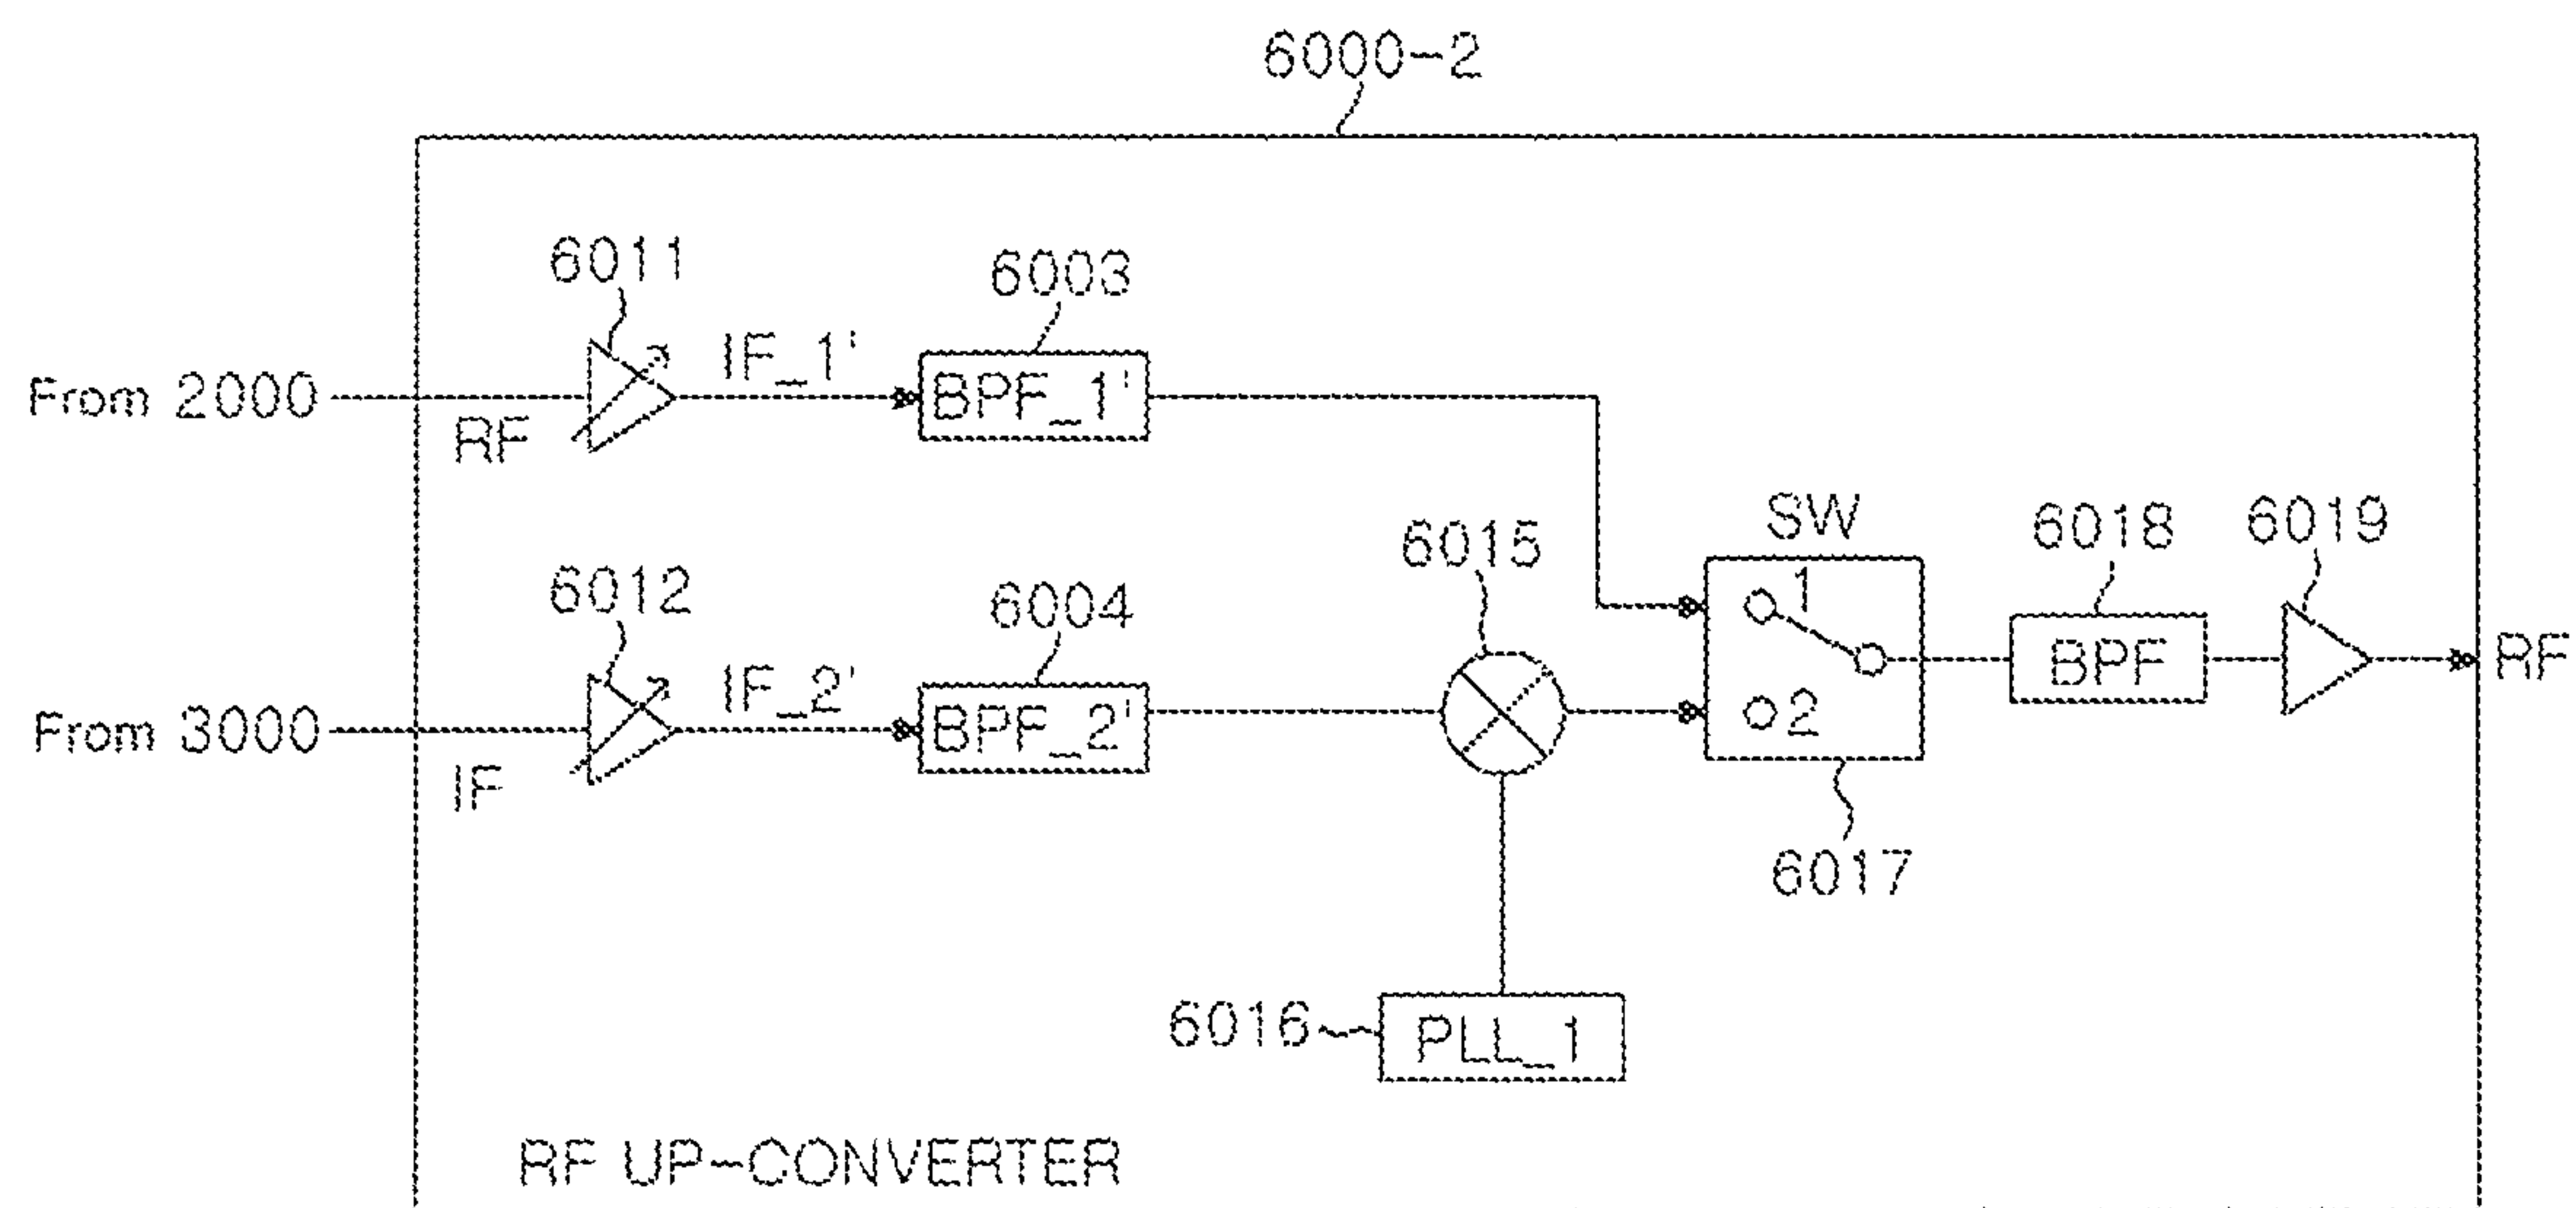 6000-2
6011
6003
From 2000
RF
IF_1'
BPF_1'
6012
6004
6015
SW
6018
6019
From 3000
IF
IF_2'
BPF_2'
1
2
BPF
RF
6017
6016
PLL_1
RF UP-CONVERTER